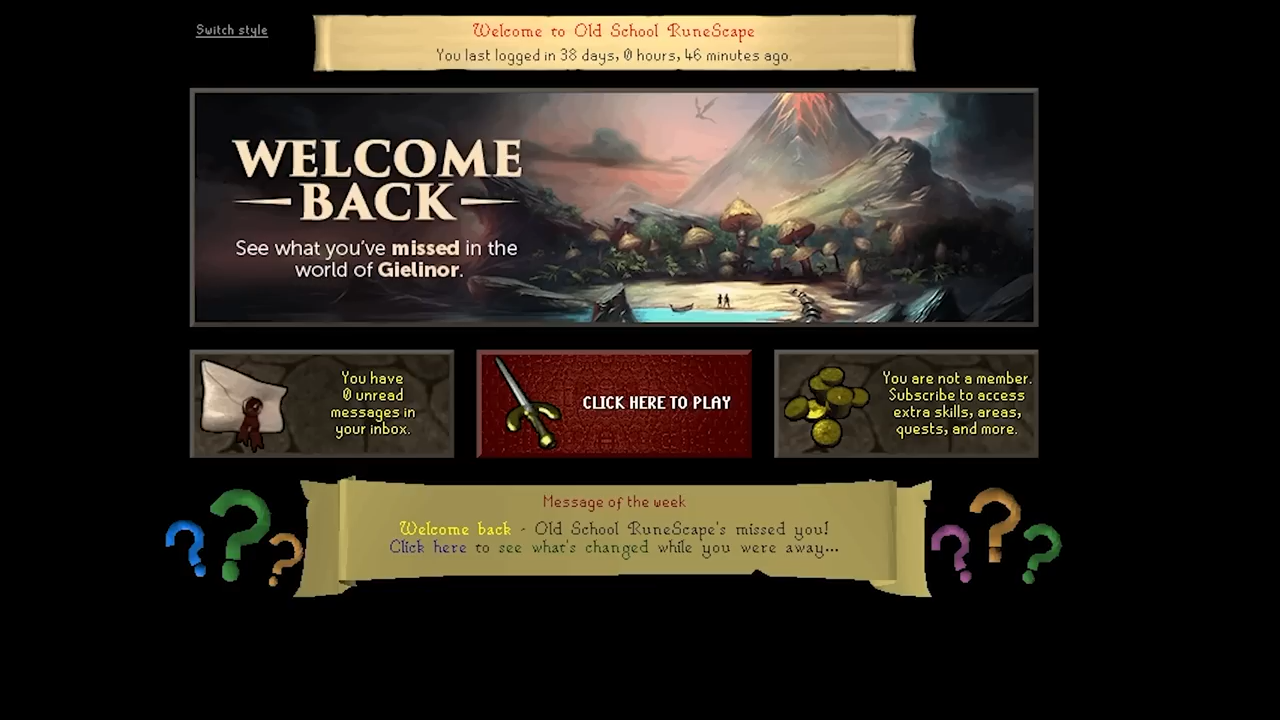 Switch style
Welcome to Old School RuneScape
You last logged in 38 days, 0 hours, 46 minutes ago.
WELCOME
BACK
See what you've missed in the
world of Gielinor.
You have
0 unread
messages in
your inbox.
CLICK HERE TO PLAY
You are not a member.
Subscribe to access
extra skills, areas,
quests, and more.
Message of the week
Welcome back - Old School RuneScape's missed you!
Click here to see what's changed while you were away...